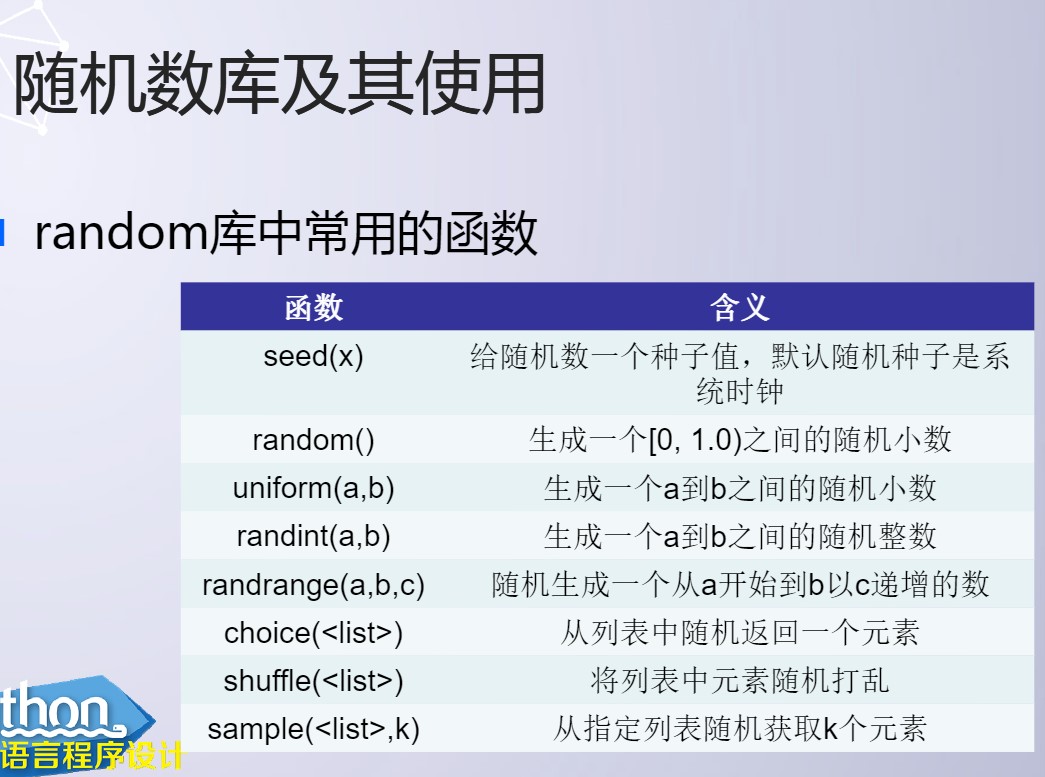 随机数库及其使用
random库中常用的函数
函数 含义
seed(x) 给随机数一个种子值，默认随机种子是系
统时钟
random() 生成一个[0, 1.0)之间的随机小数
uniform(a,b) 生成一个a到b之间的随机小数
randint(a,b) 生成一个a到b之间的随机整数
randrange(a,b,c) 随机生成一个从a开始到b以c递增的数
choice(<list>) 从列表中随机返回一个元素
shuffle(<list>) 将列表中元素随机打乱
sample(<list>,k) 从指定列表随机获取k个元素
thon
语言程序设计